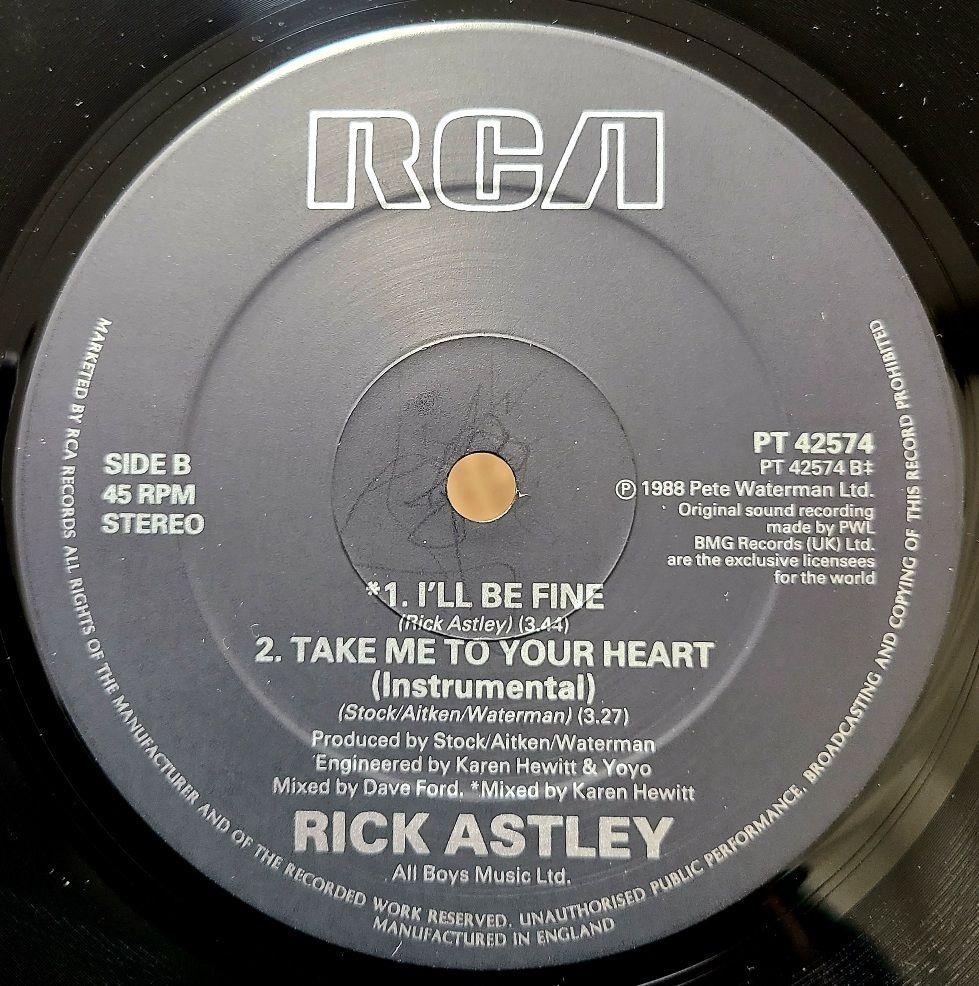 RCA
SIDE B
45 RPM
STEREO
PT 42574
PT 42574 B‡
℗ 1988 Pete Waterman Ltd.
Original sound recording
made by PWL
BMG Records (UK) Ltd.
are the exclusive licensees
for the world
*1. I'LL BE FINE
(Rick Astley) (3.44)
2. TAKE ME TO YOUR HEART
(Instrumental)
(Stock/Aitken/Waterman) (3.27)
Produced by Stock/Aitken/Waterman
Engineered by Karen Hewitt & Yoyo
Mixed by Dave Ford. *Mixed by Karen Hewitt
RICK ASTLEY
All Boys Music Ltd.
MARKETED BY RCA RECORDS ALL RIGHTS OF THE MANUFACTURER AND OF THE RECORDED WORK RESERVED. UNAUTHORISED PUBLIC PERFORMANCE, BROADCASTING AND COPYING OF THIS RECORD PROHIBITED
MANUFACTURED IN ENGLAND